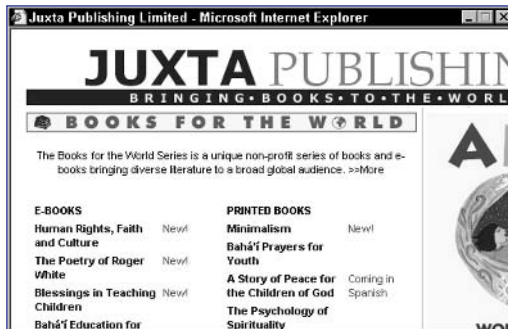 Juxta Publishing Limited - Microsoft Internet Explorer
JUXTA PUBLISHIN
BRINGING•BOOKS•TO•THE•WORL
BOOKS FOR THE WORLD
The Books for the World Series is a unique non-profit series of books and e-
books bringing diverse literature to a broad global audience. >>More
E-BOOKS
Human Rights, Faith New!
and Culture
The Poetry of Roger New!
White
Blessings in Teaching New!
Children
Bahá'í Education for
PRINTED BOOKS
Minimalism New!
Bahá'í Prayers for
Youth
A Story of Peace for Coming in
the Children of God Spanish
The Psychology of
Spirituality
A